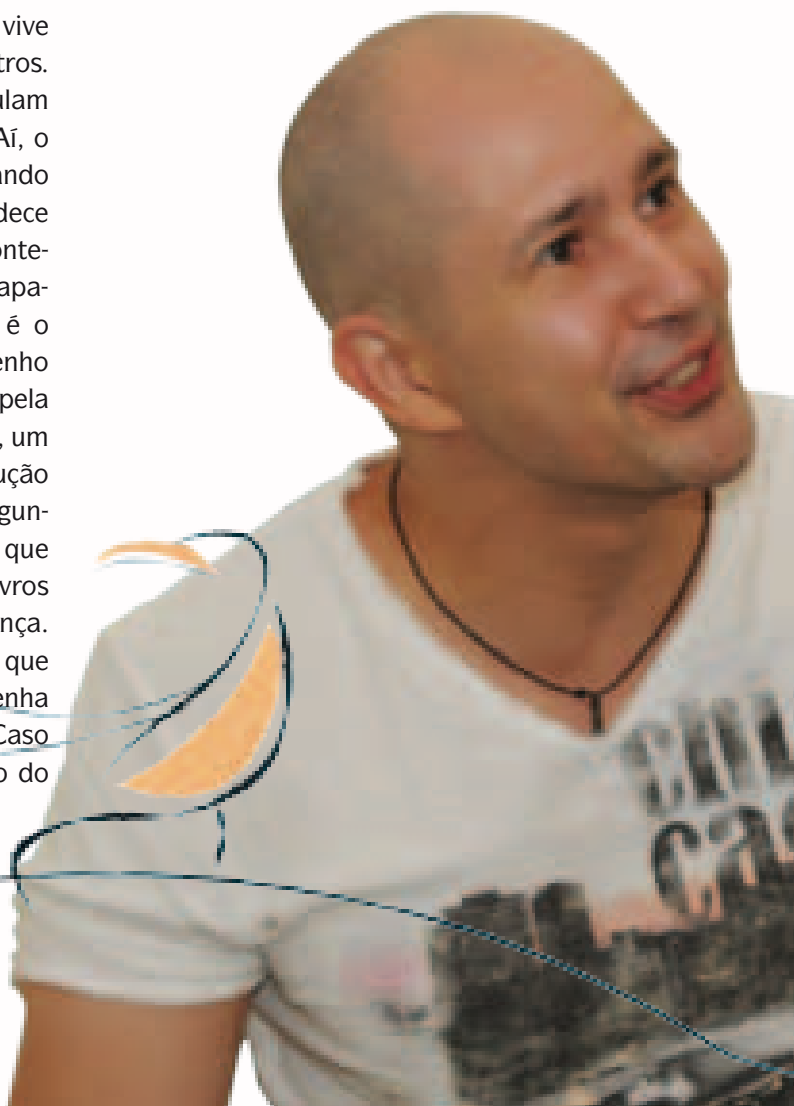 vive
tros.
ulam
Aí, o
ando
dece
onte-
apa-
é o
enho
pela
, um
ução
gun-
que
vros
nça.
que
enha
Caso
o do